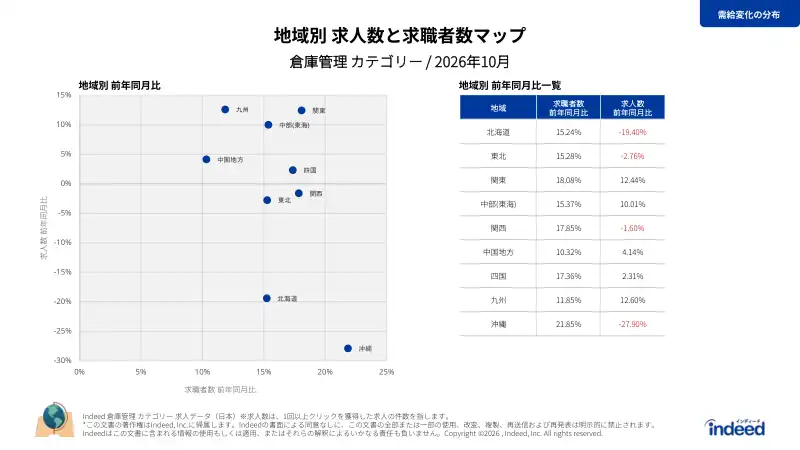 需給変化の分布
地域別 求人数と求職者数マップ
倉庫管理 カテゴリー / 2026年10月
地域別 前年同月比
15%
10%
5%
0%
-5%
-10%
-15%
-20%
-25%
-30%
求人数 前年同月比
九州
関東
中部(東海)
中国地方
四国
関西
東北
北海道
沖縄
0%
5%
10%
15%
20%
25%
求職者数 前年同月比
地域別 前年同月比一覧
地域 求職者数 前年同月比 求人数 前年同月比
北海道 15.24% -19.40%
東北 15.28% -2.76%
関東 18.08% 12.44%
中部(東海) 15.37% 10.01%
関西 17.85% -1.60%
中国地方 10.32% 4.14%
四国 17.36% 2.31%
九州 11.85% 12.60%
沖縄 21.85% -27.90%
Indeed 倉庫管理 カテゴリー 求人データ（日本）※求人数は、1回以上クリックを獲得した求人の件数を指します。
*この文書の著作権はIndeed, Inc.に帰属します。Indeedの書面による同意なしに、この文書の全部または一部の使用、改変、複製、再送信および再発表は明示的に禁止されます。
Indeedはこの文書に含まれる情報の使用もしくは適用、またはそれらの解釈によるいかなる責任も負いません。Copyright ©2026 , Indeed, Inc. All rights reserved.
インディード
indeed